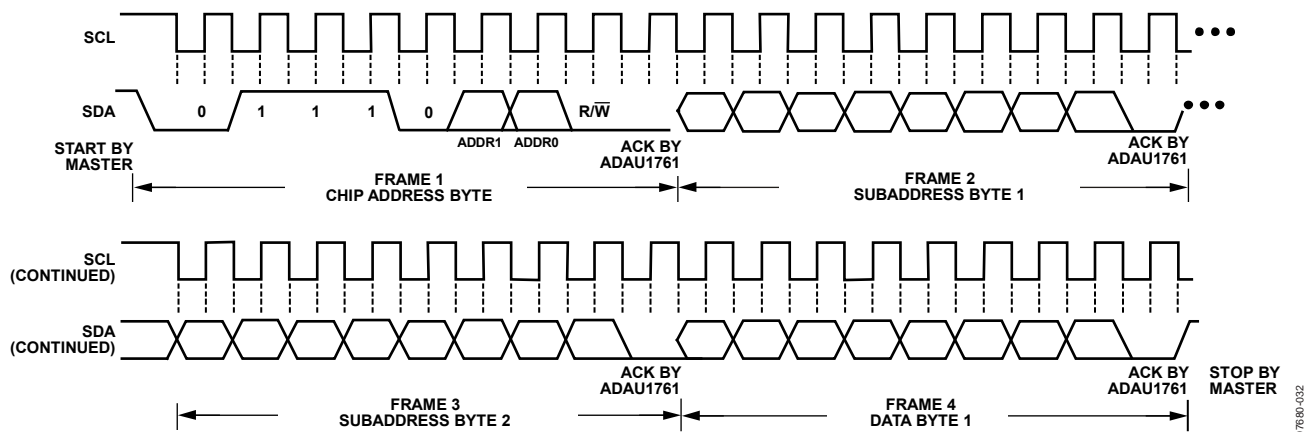 SCL
SDA
0 1 1 1 0 R/W̅
ADDR1 ADDR0
START BY
MASTER
ACK BY
ADAU1761
ACK BY
ADAU1761
FRAME 1
CHIP ADDRESS BYTE
FRAME 2
SUBADDRESS BYTE 1
SCL
(CONTINUED)
SDA
(CONTINUED)
ACK BY
ADAU1761
ACK BY
ADAU1761
STOP BY
MASTER
FRAME 3
SUBADDRESS BYTE 2
FRAME 4
DATA BYTE 1
07680-032